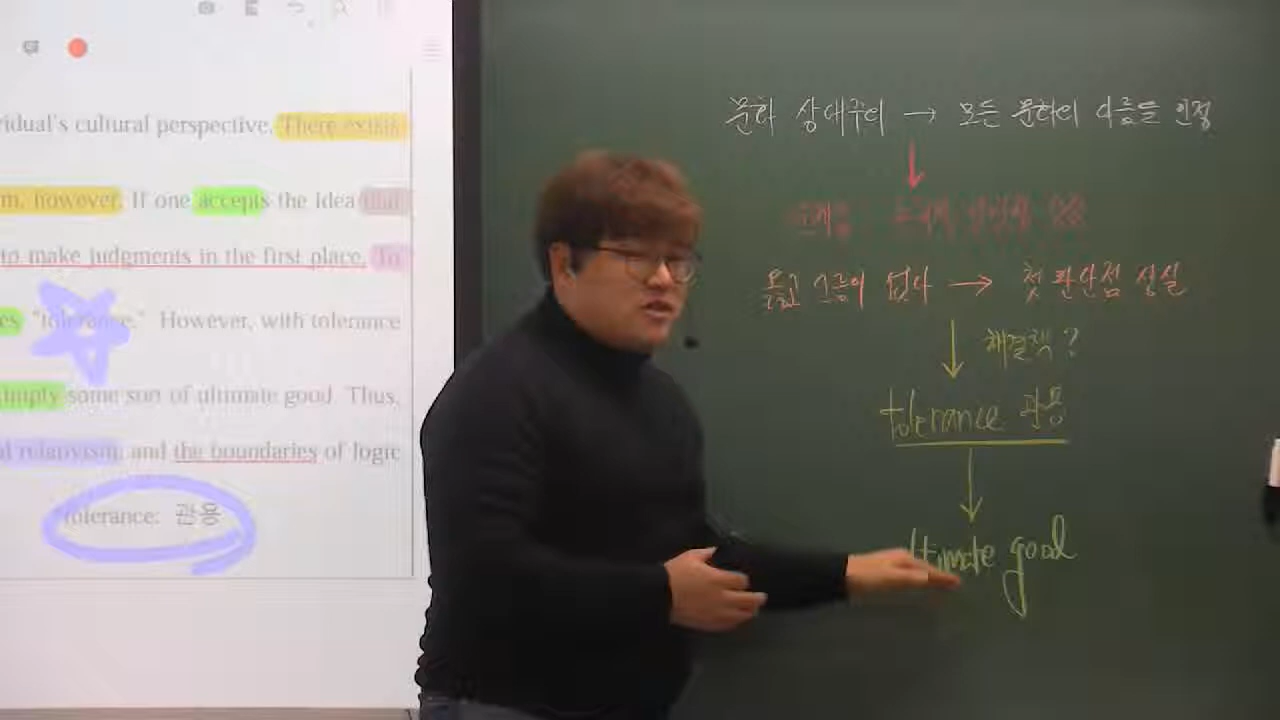 ridual's cultural perspective. There exists
m, however. If one accepts the idea that
to make judgments in the first place. To
es "tolerance." However, with tolerance
imply some sort of ultimate good. Thus,
l relativism and the boundaries of logic
*tolerance: 관용
문화 상대주의 → 모든 문화의 다름을 인정
옳고 그름이 없다 → 첫 판단점 상실
해결책?
tolerance 관용
ltimate good